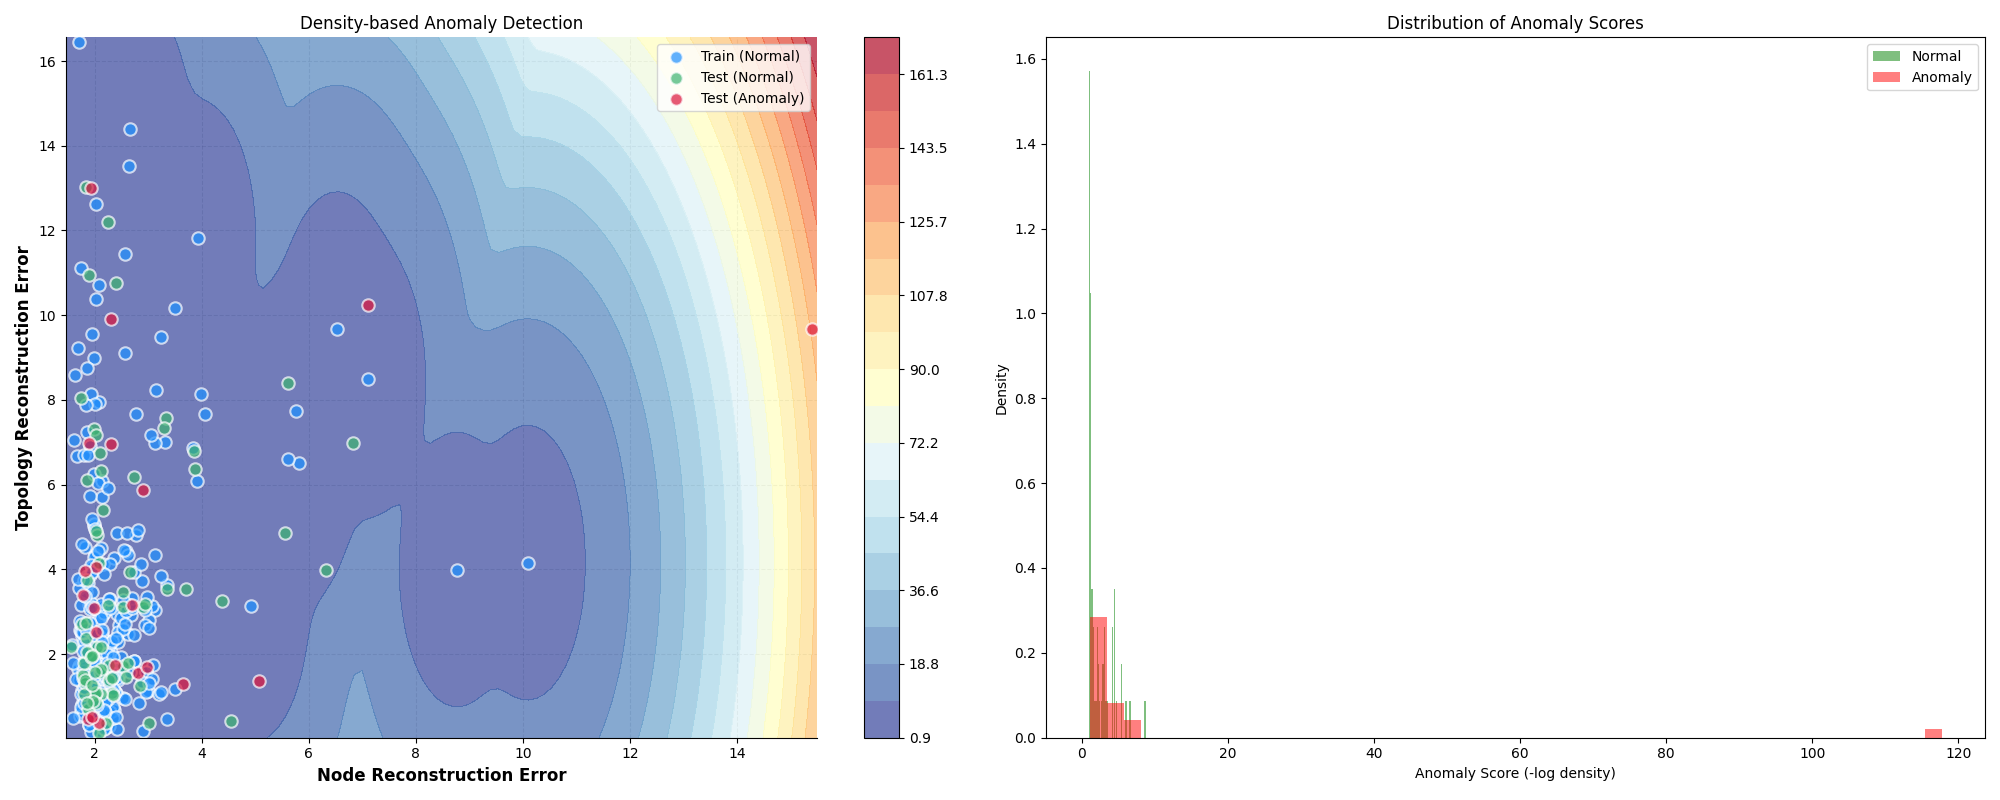 Density-based Anomaly Detection
Topology Reconstruction Error
16
14
12
10
8
6
4
2
2 4 6 8 10 12 14
Node Reconstruction Error
Train (Normal)
Test (Normal)
Test (Anomaly)
161.3
143.5
125.7
107.8
90.0
72.2
54.4
36.6
18.8
0.9
Distribution of Anomaly Scores
Density
1.6
1.4
1.2
1.0
0.8
0.6
0.4
0.2
0.0
0 20 40 60 80 100 120
Anomaly Score (-log density)
Normal
Anomaly